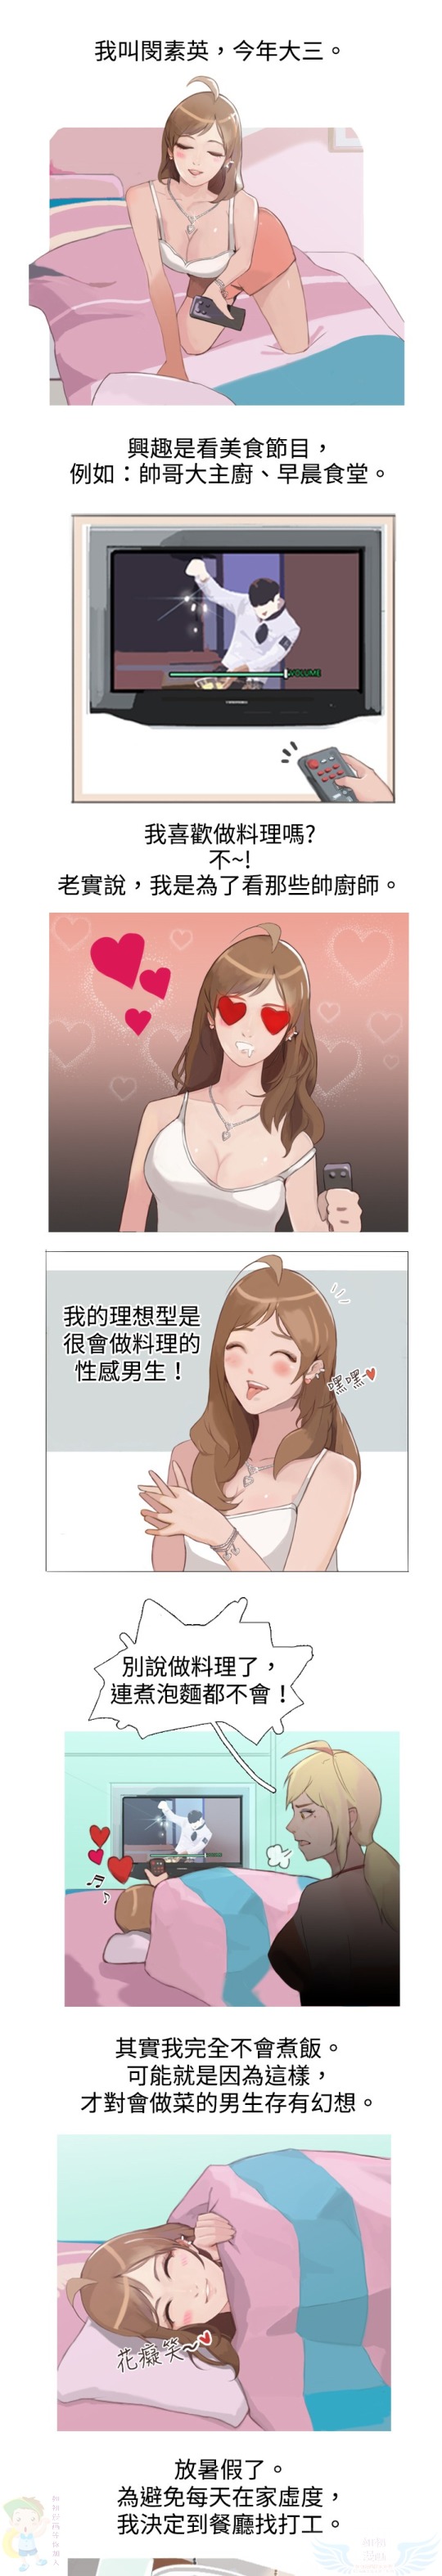 我叫閔素英，今年大三。
興趣是看美食節目，
例如：帥哥大主廚、早晨食堂。
VOLUME
我喜歡做料理嗎?
不~!
老實說，我是為了看那些帥廚師。
我的理想型是
很會做料理的
性感男生！
嘿嘿~
別說做料理了，
連煮泡麵都不會！
其實我完全不會煮飯。
可能就是因為這樣，
才對會做菜的男生存有幻想。
花癡笑~
放暑假了。
為避免每天在家虛度，
我決定到餐廳找打工。